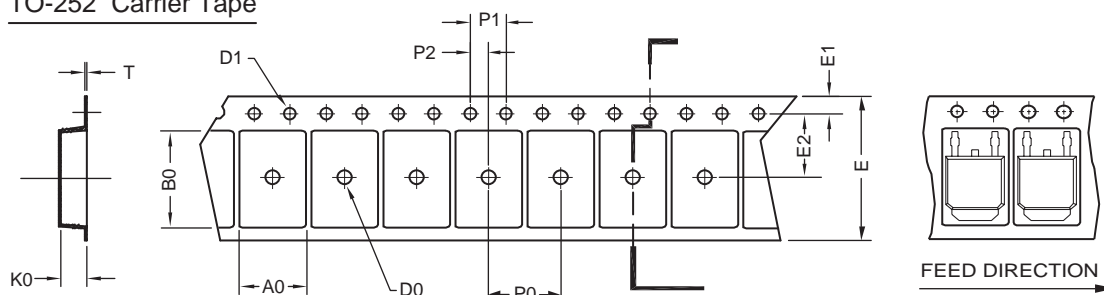 TO-252 Carrier Tape
P1
P2
D1
T
E1
E2
E
B0
K0
A0
D0
P0
FEED DIRECTION